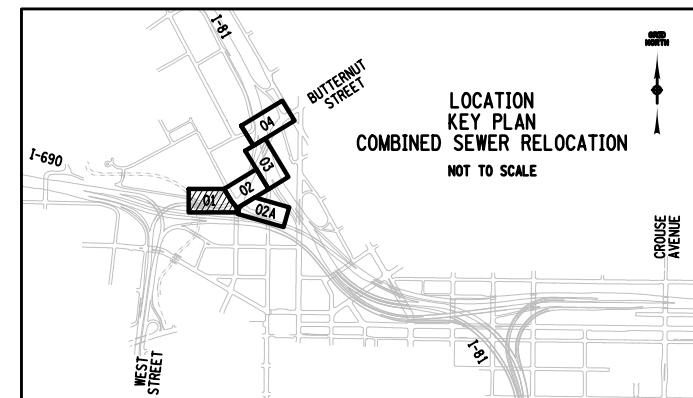 I-81
BUTTERNUT
STREET
GRID
NORTH
LOCATION
KEY PLAN
COMBINED SEWER RELOCATION
NOT TO SCALE
I-690
04
03
02
01
02A
CROUSE
AVENUE
WEST
STREET
I-81